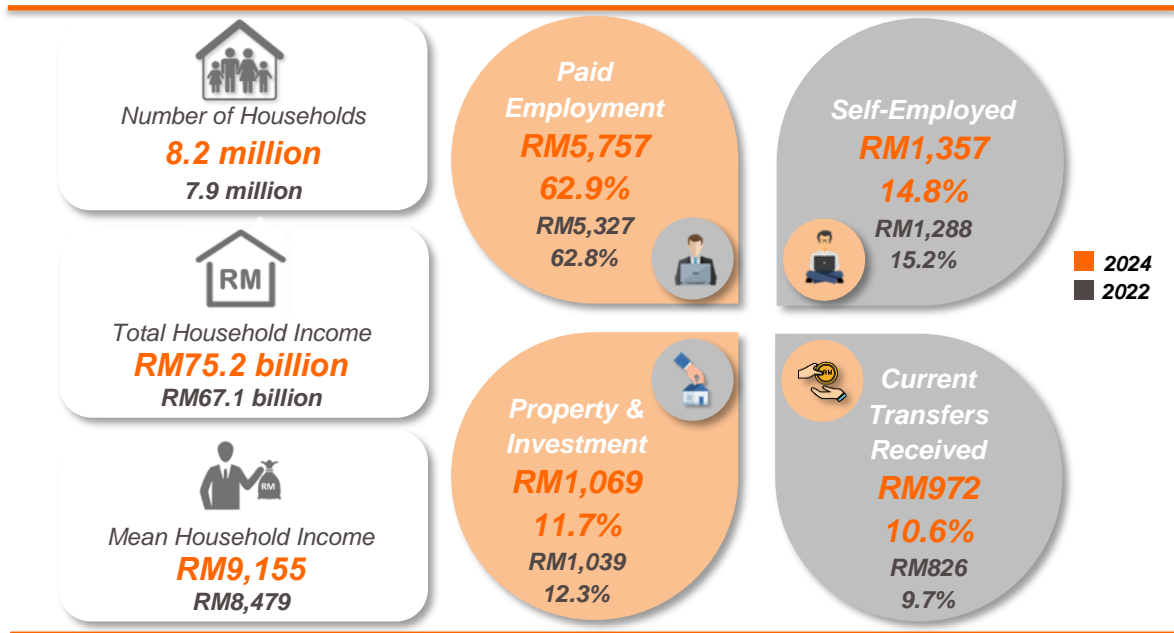 Number of Households
8.2 million
7.9 million
RM
Total Household Income
RM75.2 billion
RM67.1 billion
RM
Mean Household Income
RM9,155
RM8,479
Paid
Employment
RM5,757
62.9%
RM5,327
62.8%
Self-Employed
RM1,357
14.8%
RM1,288
15.2%
Property &
Investment
RM1,069
11.7%
RM1,039
12.3%
RM
Current
Transfers
Received
RM972
10.6%
RM826
9.7%
2024
2022